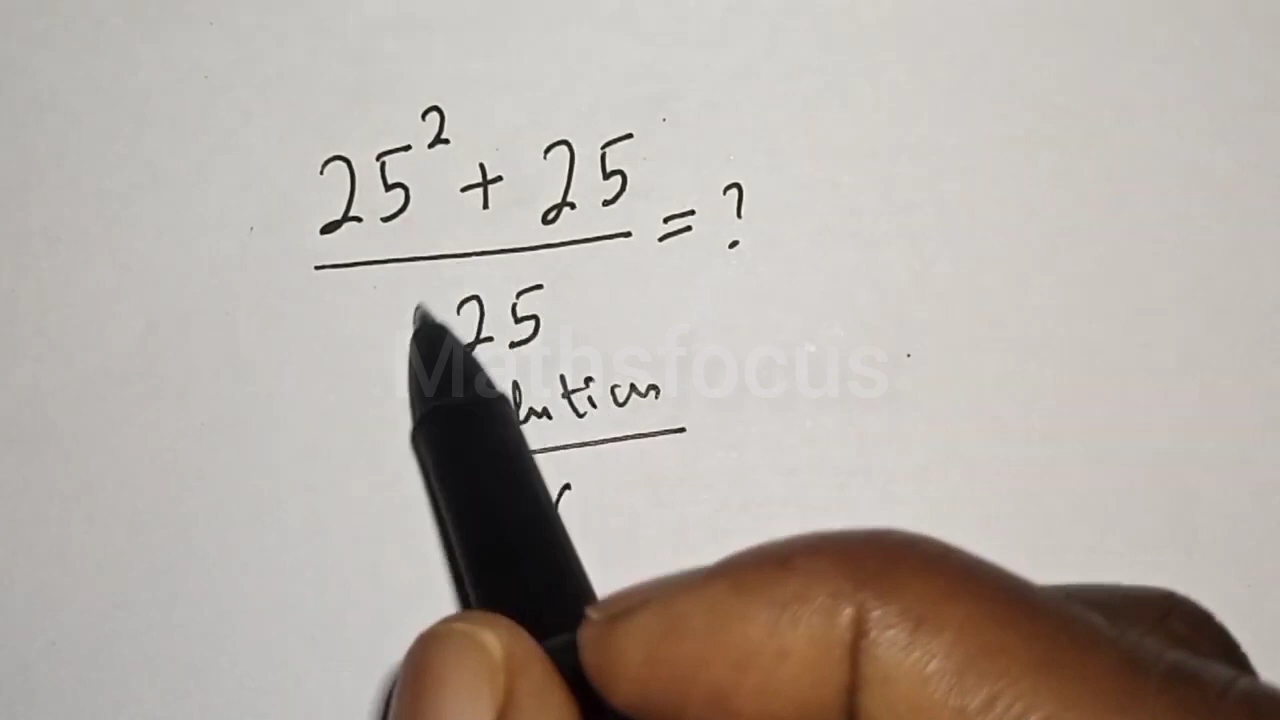 25² + 25 = ?
25
Mathsfocus